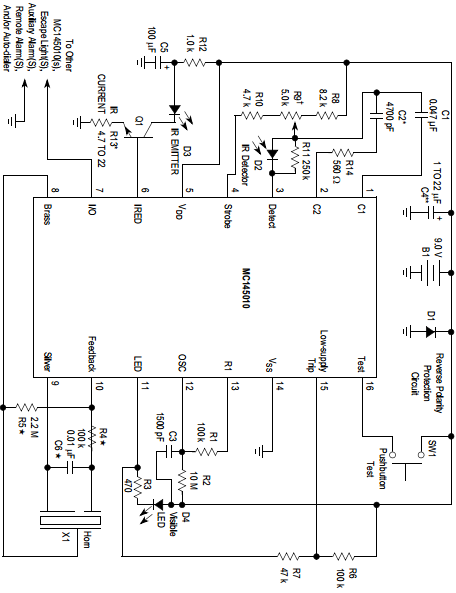 1 TO 22 µF
C4**
9.0 V
B1
D1
Reverse Polarity
Protection
Circuit
SW1
Pushbutton
Test
C1
0.047 µF
C2*
4700 pF
R14
560 Ω
R11 250 k
R8
8.2 k
R9†
5.0 k
R10
4.7 k
D2
IR Detector
R12
1.0 k
C5
100 µF
+
D3
IR EMITTER
Q1
R13*
4.7 TO 22
IR
CURRENT
To Other
MC145010(s),
Escape Light(S),
Auxiliary Alarm(S),
Remote Alarm(S),
And/or Auto-dialer
MC145010
1
C1
2
C2
3
Detect
4
Strobe
5
VDD
6
IRED
7
I/O
8
Brass
16
Test
15
Low-supply
Trip
14
VSS
13
R1
12
OSC
11
LED
10
Feedback
9
Silver
R6
100 k
R7
47 k
R1
100 k
R2
10 M
C3
1500 pF
D4
Visible
LED
R3
470
R4 *
100 k
C6 *
0.01 µF
2.2 M
R5 *
X1
Horn